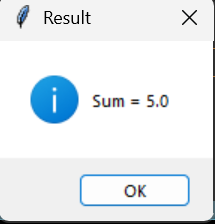 Result
Sum = 5.0
OK